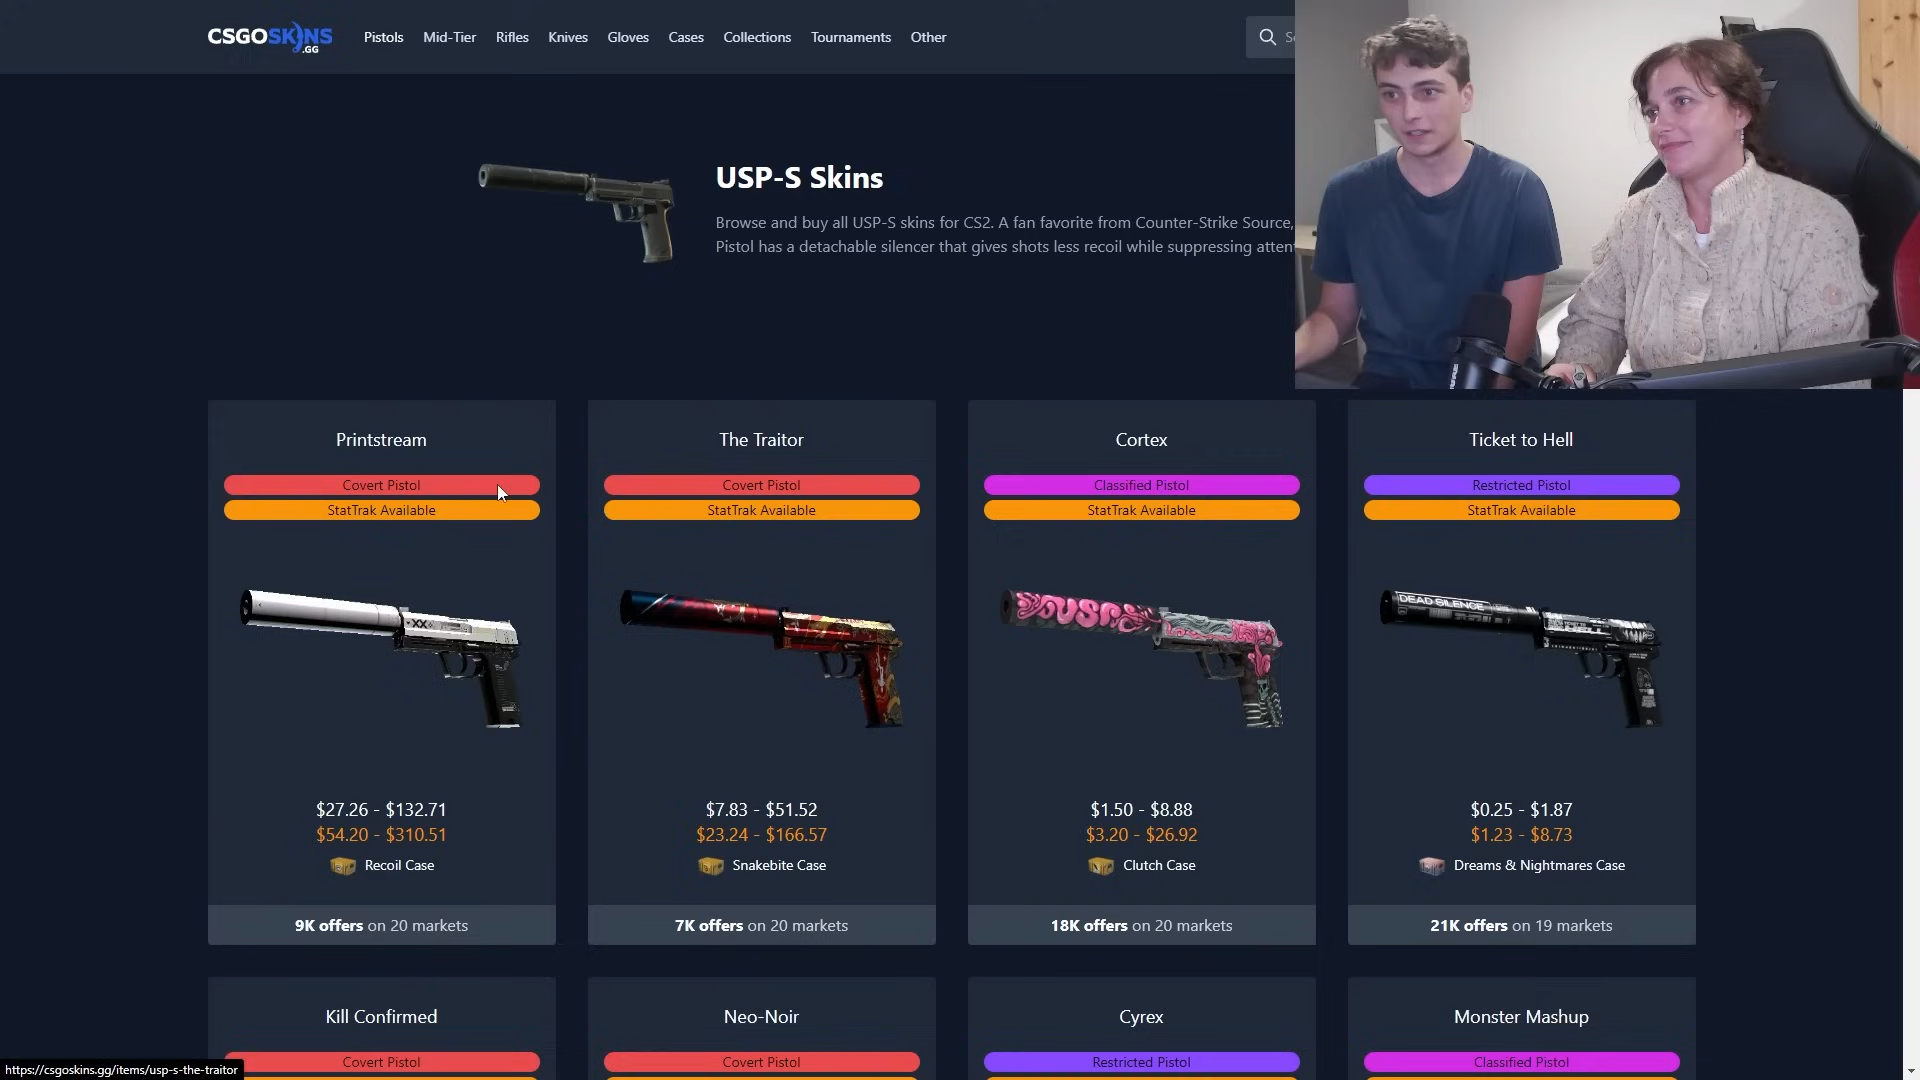 CSGOSKINS
.GG
Pistols
Mid-Tier
Rifles
Knives
Gloves
Cases
Collections
Tournaments
Other
USP-S Skins
Browse and buy all USP-S skins for CS2. A fan favorite from Counter-Strike Source,
Pistol has a detachable silencer that gives shots less recoil while suppressing
Printstream
Covert Pistol
StatTrak Available
XX
$27.26 - $132.71
$54.20 - $310.51
Recoil Case
9K offers on 20 markets
The Traitor
Covert Pistol
StatTrak Available
$7.83 - $51.52
$23.24 - $166.57
Snakebite Case
7K offers on 20 markets
Cortex
Classified Pistol
StatTrak Available
USP
$1.50 - $8.88
$3.20 - $26.92
Clutch Case
18K offers on 20 markets
Ticket to Hell
Restricted Pistol
StatTrak Available
DEAD SILENCE
$0.25 - $1.87
$1.23 - $8.73
Dreams & Nightmares Case
21K offers on 19 markets
Kill Confirmed
Covert Pistol
Neo-Noir
Covert Pistol
Cyrex
Restricted Pistol
Monster Mashup
Classified Pistol
https://csgoskins.gg/items/usp-s-the-traitor